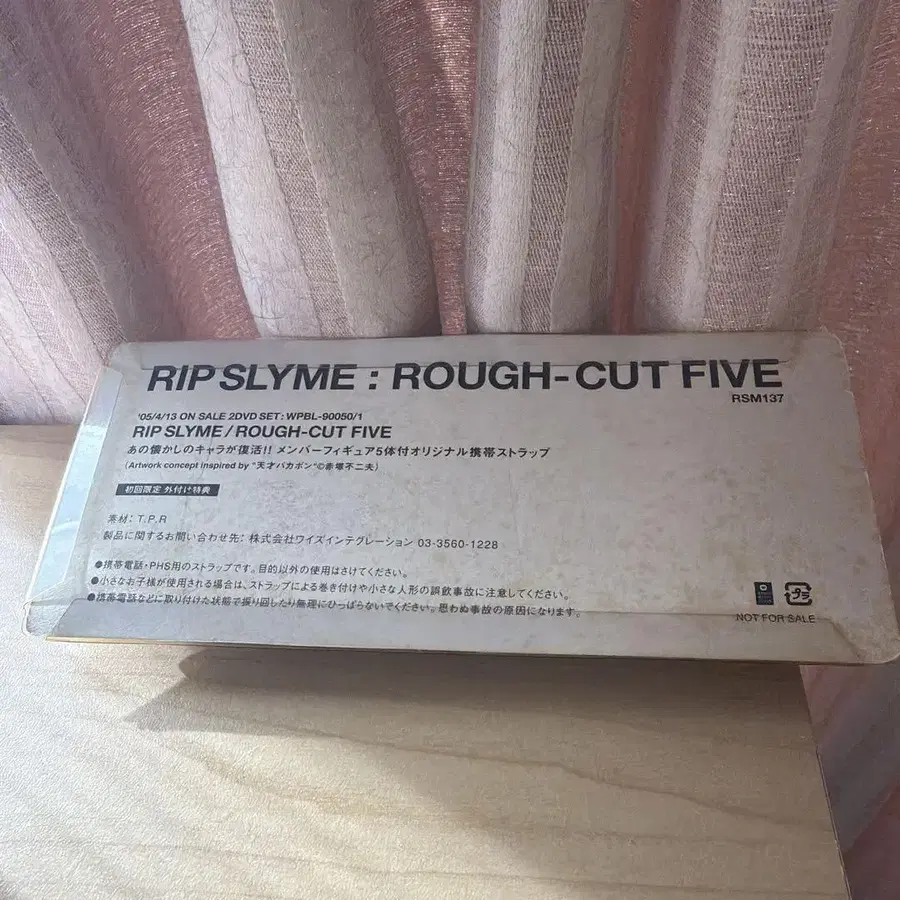 RIP SLYME : ROUGH-CUT FIVE
RSM137
'05/4/13 ON SALE 2DVD SET: WPBL-90050/1
RIP SLYME/ROUGH-CUT FIVE
あの懐かしのキャラが復活!! メンバーフィギュア5体付オリジナル携帯ストラップ
(Artwork concept inspired by "天才バカボン"©赤塚不二夫)
初回限定 外付け特典
素材: T.P.R
製品に関するお問い合わせ先: 株式会社ワイズインテグレーション 03-3560-1228
●携帯電話・PHS用のストラップです。目的以外の使用はさけてください。
●小さなお子様が使用される場合は、ストラップによる巻き付けや小さな人形の誤飲事故に注意してください。
●携帯電話などに取り付けた状態で振り回したり無理にひっぱらないでください。思わぬ事故の原因になります。
プラ
NOT FOR SALE